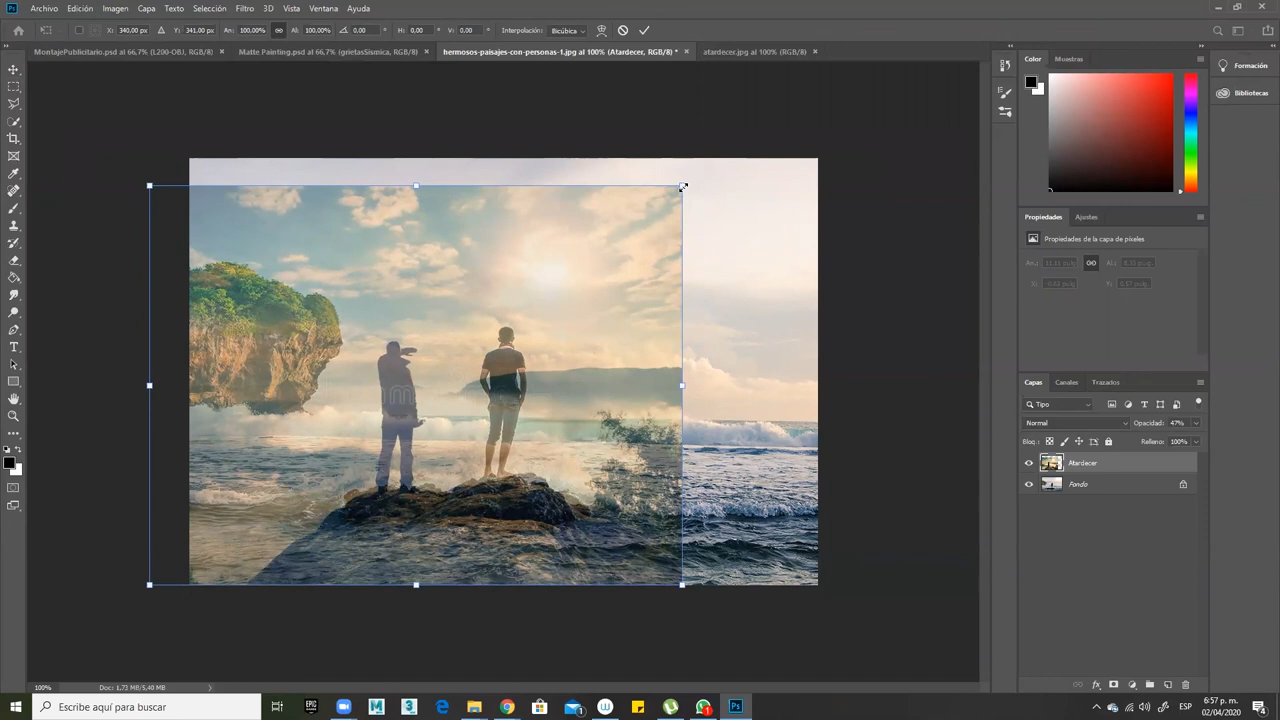 Archivo Edición Imagen Capa Texto Selección Filtro 3D Vista Ventana Ayuda
X: 340,00 px Y: 341,00 px An: 100,00% Al: 100,00% 0,00 ° H: 0,00 ° V: 0,00 ° Interpolación: Bicúbica
MontajePublicitario.psd al 66,7% (L200-OBJ, RGB/8) × Matte Painting.psd al 66,7% (grietasSismica, RGB/8) × hermosos-paisajes-con-personas-1.jpg al 100% (Atardecer, RGB/8) * × atardecer.jpg al 100% (RGB/8) ×
Color Muestras
Formación
Bibliotecas
Propiedades Ajustes
Propiedades de la capa de píxeles
Capas Canales Trazados
Tipo
Normal Opacidad: 47%
Bloq.: Relleno: 100%
Atardecer
Fondo
100% Doc: 1,73 MB/5,40 MB
Escribe aquí para buscar
ESP
6:57 p. m.
02/04/2020